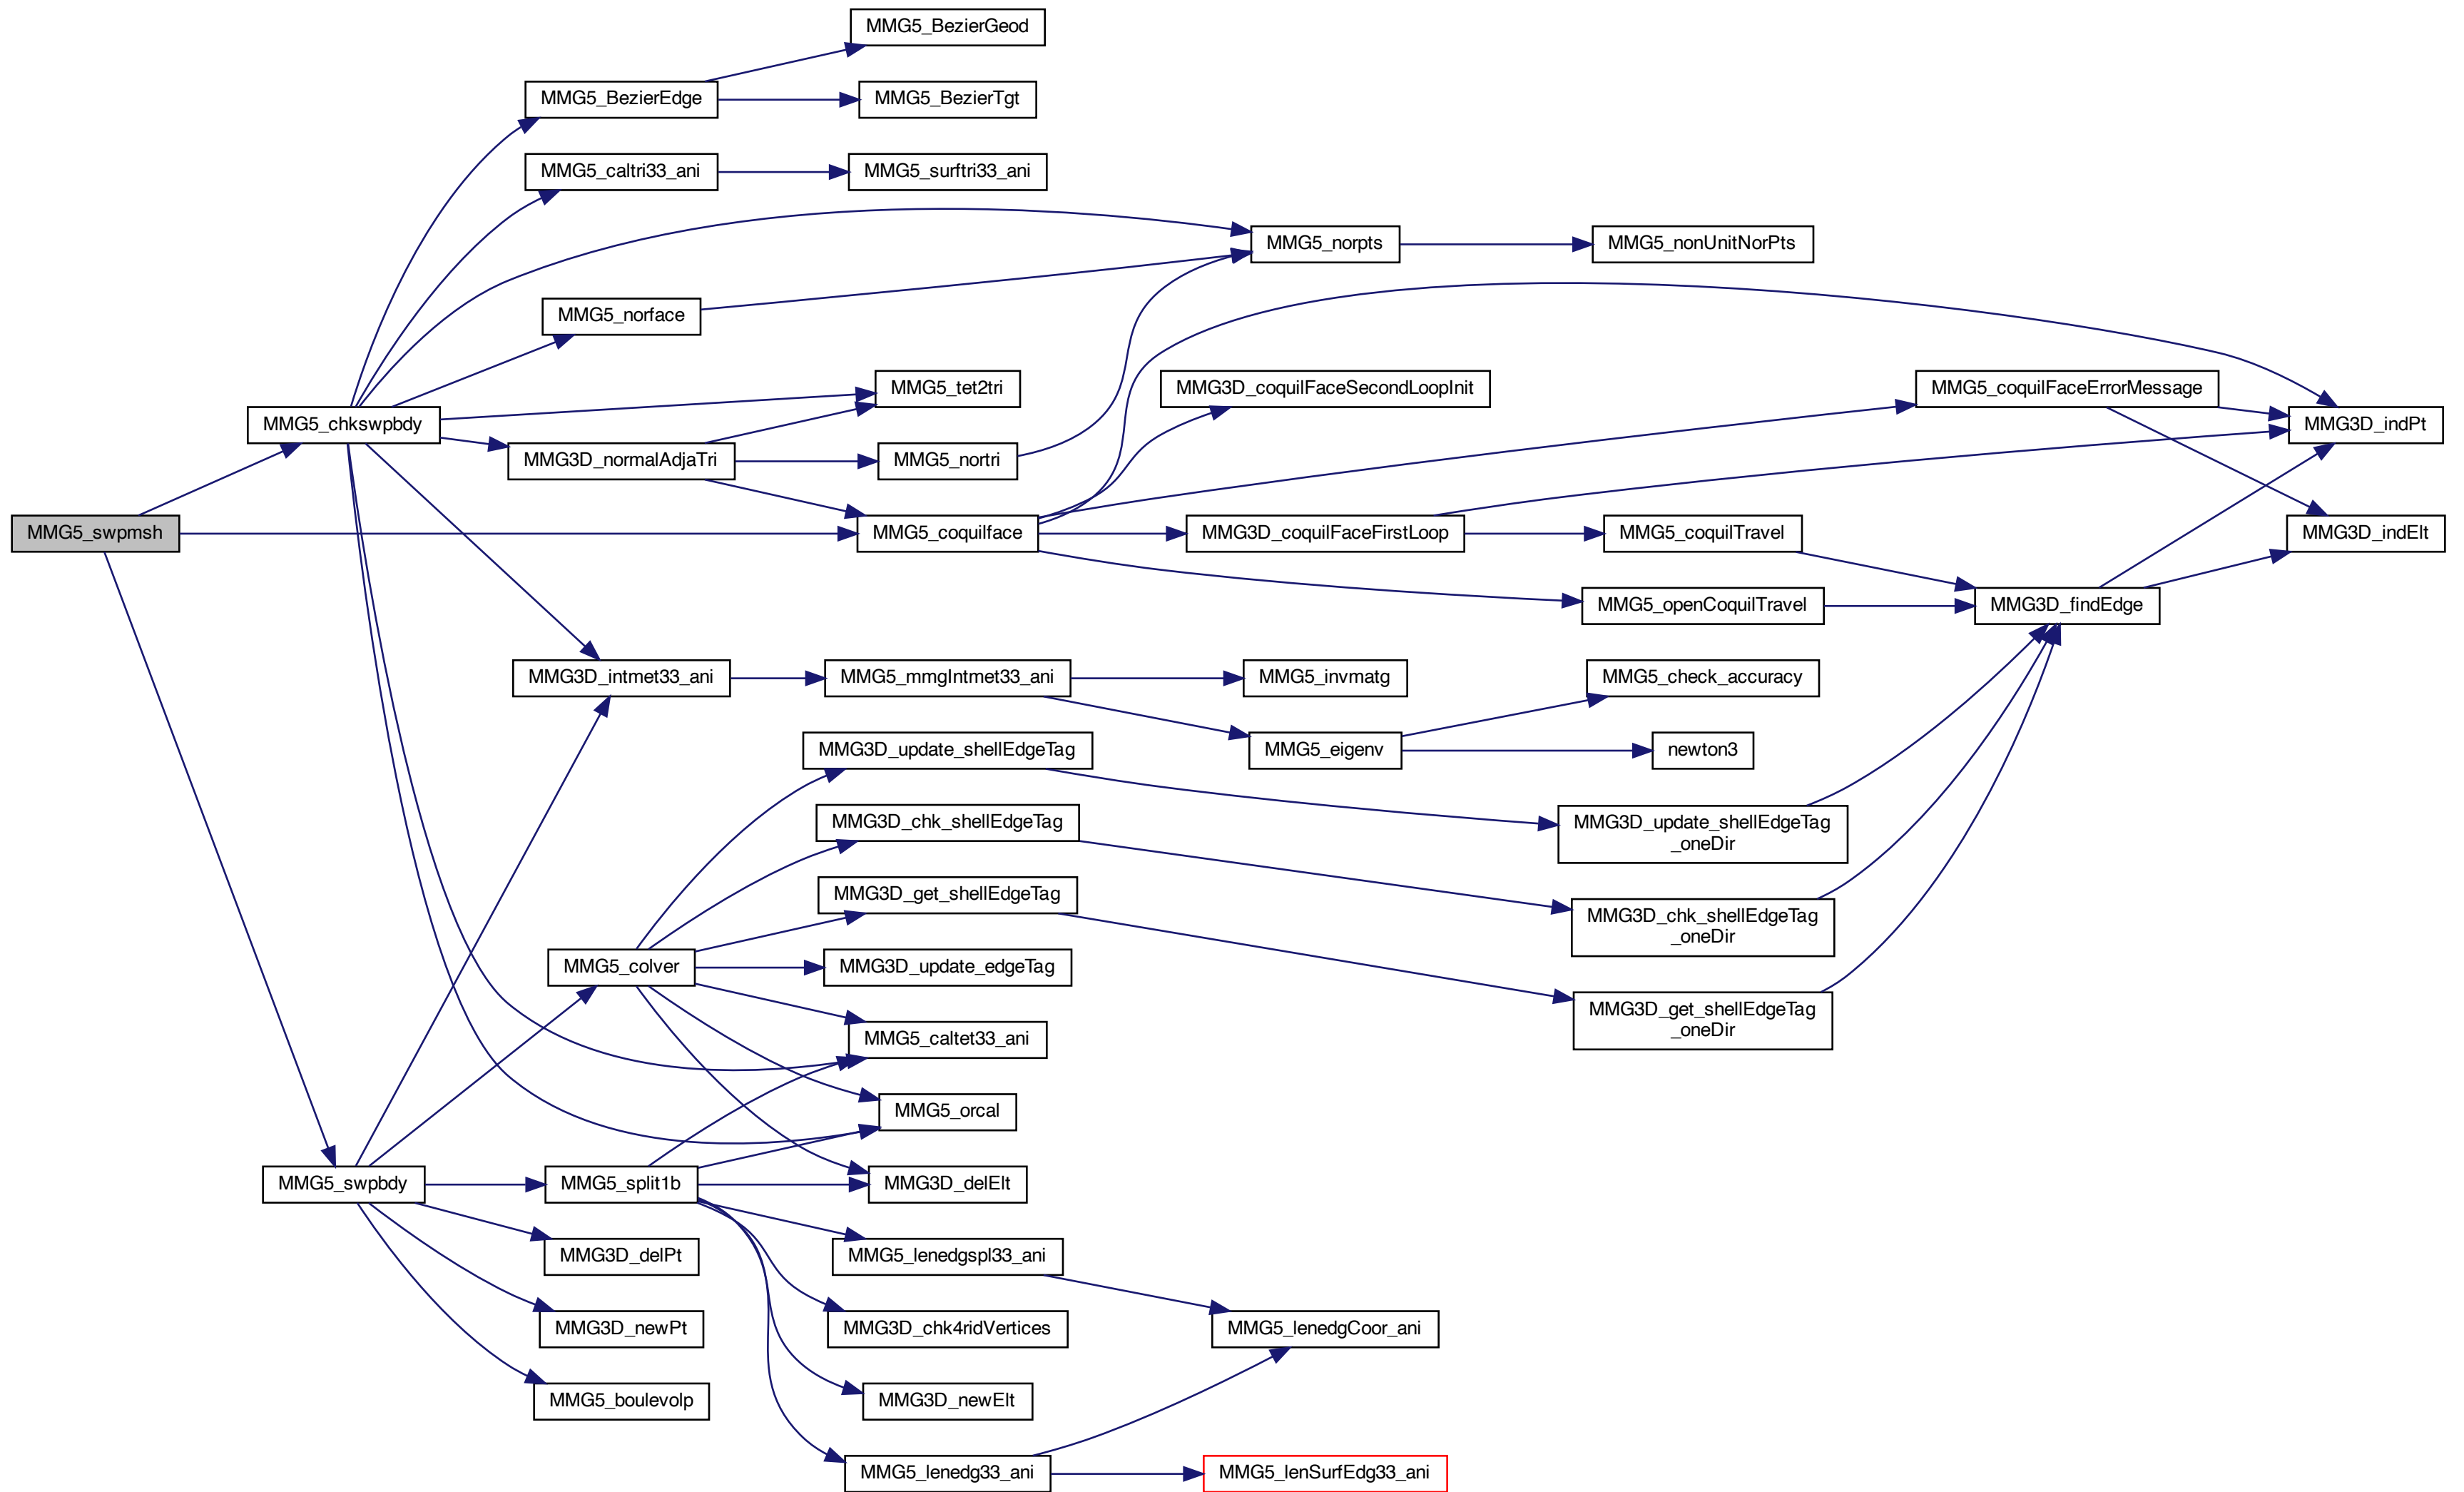 MMG5_BezierGeod
MMG5_BezierEdge
MMG5_BezierTgt
MMG5_caltri33_ani
MMG5_surftri33_ani
MMG5_norpts
MMG5_nonUnitNorPts
MMG5_norface
MMG5_tet2tri
MMG3D_coquilFaceSecondLoopInit
MMG5_coquilFaceErrorMessage
MMG5_chkswpbdy
MMG3D_indPt
MMG3D_normalAdjaTri
MMG5_nortri
MMG5_swpmsh
MMG5_coquilface
MMG3D_coquilFaceFirstLoop
MMG5_coquilTravel
MMG3D_indElt
MMG5_openCoquilTravel
MMG3D_findEdge
MMG3D_intmet33_ani
MMG5_mmgIntmet33_ani
MMG5_invmatg
MMG5_check_accuracy
MMG3D_update_shellEdgeTag
MMG5_eigenv
newton3
MMG3D_chk_shellEdgeTag
MMG3D_update_shellEdgeTag
_oneDir
MMG3D_get_shellEdgeTag
MMG3D_chk_shellEdgeTag
_oneDir
MMG5_colver
MMG3D_update_edgeTag
MMG3D_get_shellEdgeTag
_oneDir
MMG5_caltet33_ani
MMG5_orcal
MMG5_swpbdy
MMG5_split1b
MMG3D_delElt
MMG3D_delPt
MMG5_lenedgspl33_ani
MMG3D_newPt
MMG3D_chk4ridVertices
MMG5_lenedgCoor_ani
MMG5_boulevolp
MMG3D_newElt
MMG5_lenedg33_ani
MMG5_lenSurfEdg33_ani